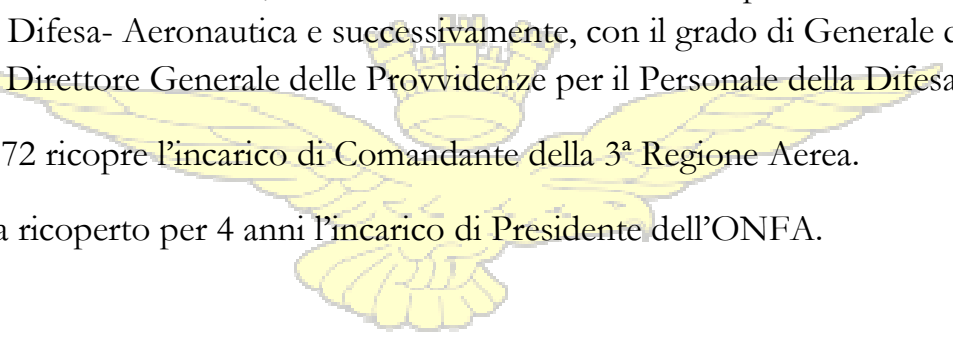 Difesa- Aeronautica e successivamente, con il grado di Generale
Direttore Generale delle Provvidenze per il Personale della Difesa
72 ricopre l’incarico di Comandante della 3ª Regione Aerea.
a ricoperto per 4 anni l’incarico di Presidente dell’ONFA.